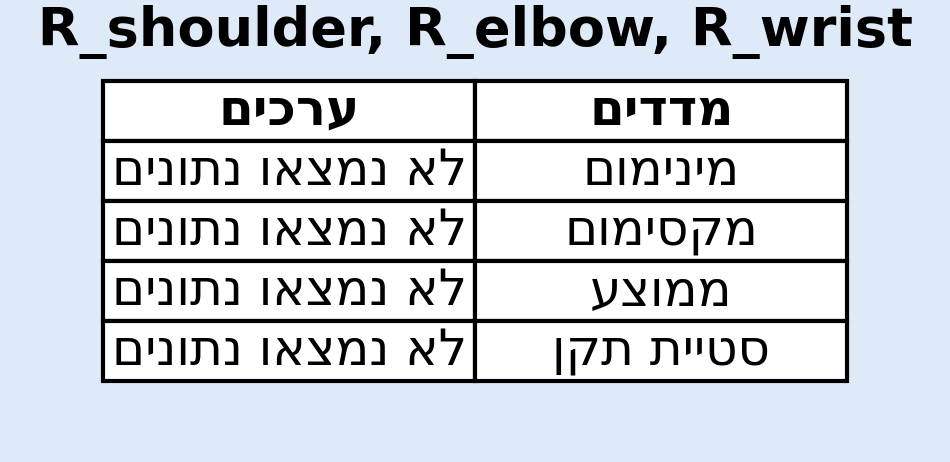 R_shoulder, R_elbow, R_wrist
מדדים ערכים
מינימום לא נמצאו נתונים
מקסימום לא נמצאו נתונים
ממוצע לא נמצאו נתונים
סטיית תקן לא נמצאו נתונים